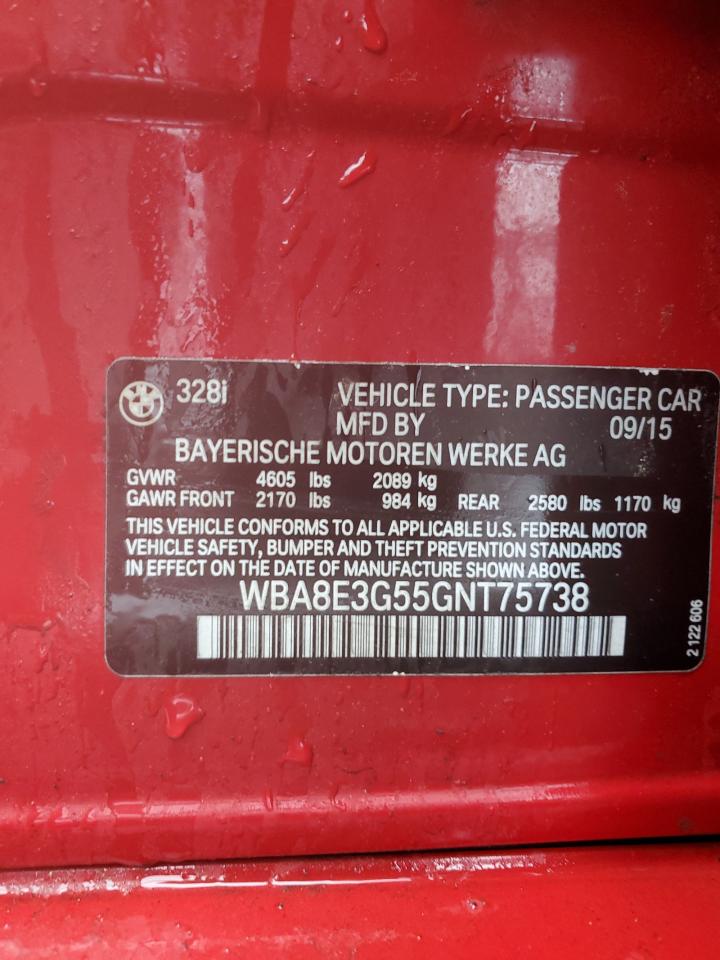 328i VEHICLE TYPE: PASSENGER CAR
MFD BY 09/15
BAYERISCHE MOTOREN WERKE AG
GVWR 4605 lbs 2089 kg
GAWR FRONT 2170 lbs 984 kg REAR 2580 lbs 1170 kg
THIS VEHICLE CONFORMS TO ALL APPLICABLE U.S. FEDERAL MOTOR
VEHICLE SAFETY, BUMPER AND THEFT PREVENTION STANDARDS
IN EFFECT ON THE DATE OF MANUFACTURE SHOWN ABOVE.
WBA8E3G55GNT75738
2 122 606